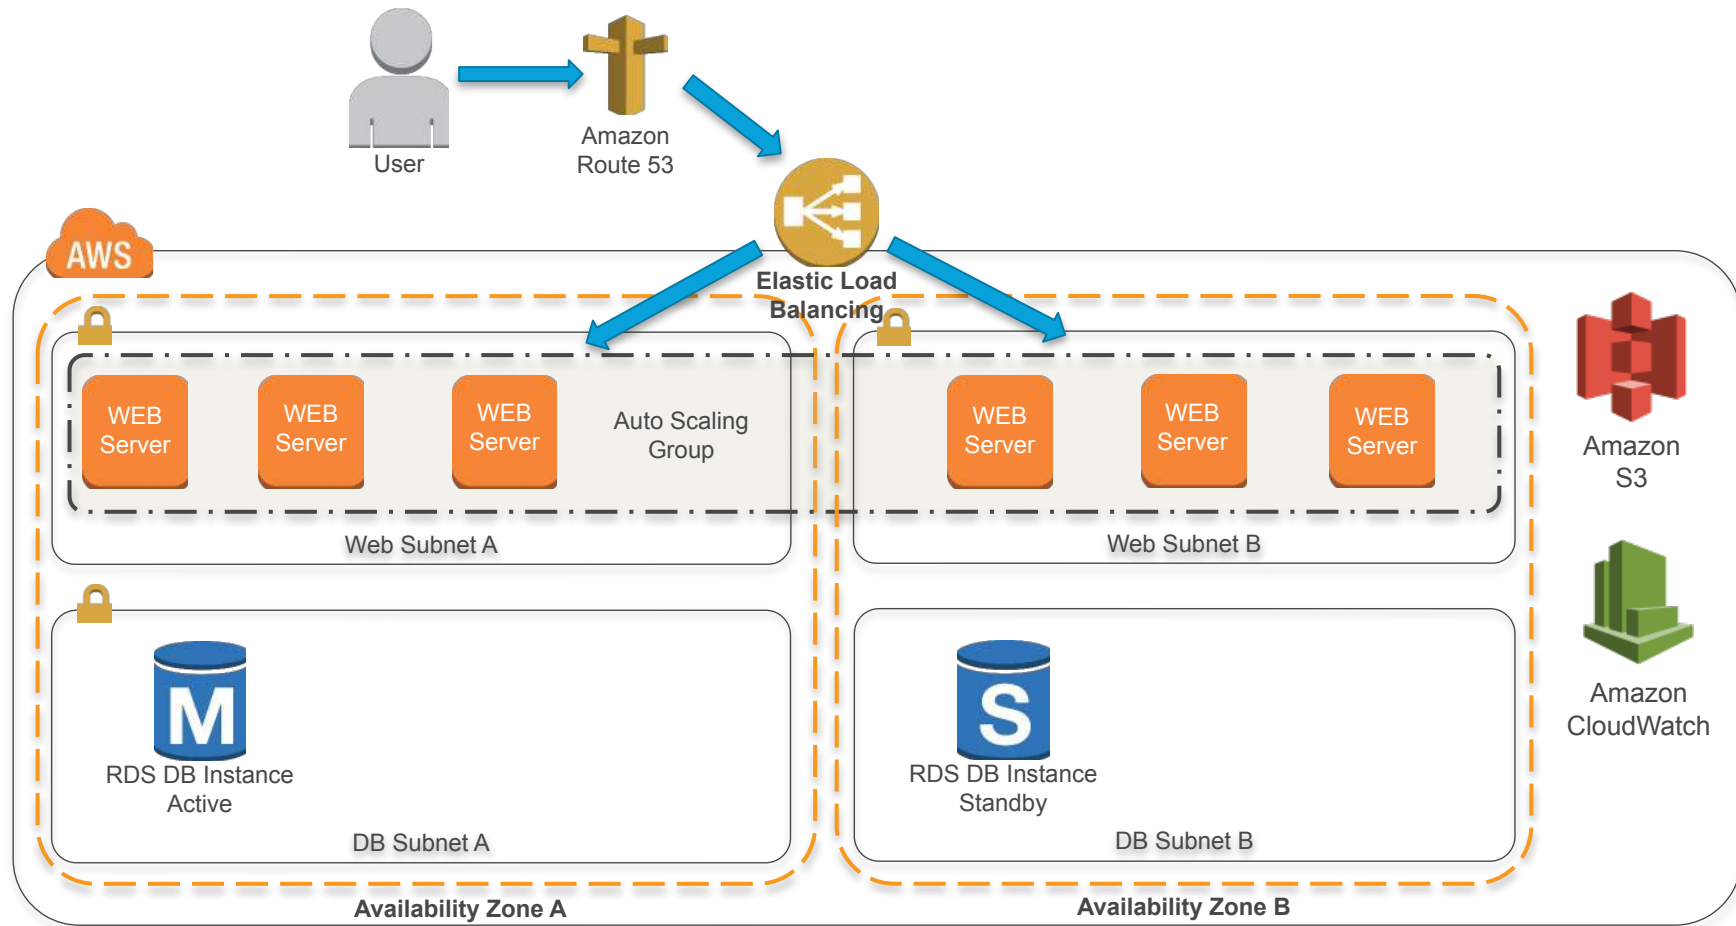 User
Amazon
Route 53
AWS
Elastic Load
Balancing
WEB
Server
WEB
Server
WEB
Server
Auto Scaling
Group
WEB
Server
WEB
Server
WEB
Server
Amazon
S3
Web Subnet A
Web Subnet B
M
RDS DB Instance
Active
S
RDS DB Instance
Standby
Amazon
CloudWatch
DB Subnet A
DB Subnet B
Availability Zone A
Availability Zone B